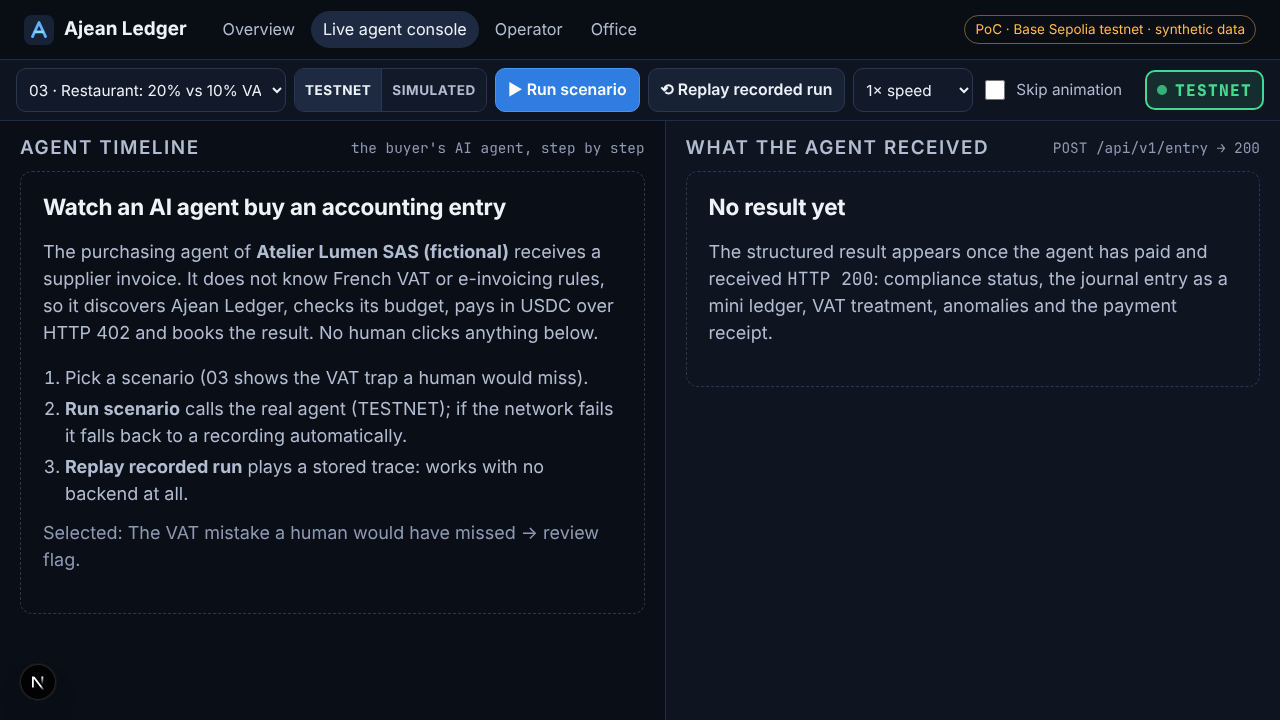 Ajean Ledger
Overview
Live agent console
Operator
Office
PoC · Base Sepolia testnet · synthetic data
03 · Restaurant: 20% vs 10% VA
TESTNET
SIMULATED
▶ Run scenario
⟲ Replay recorded run
1× speed
Skip animation
TESTNET
AGENT TIMELINE
the buyer's AI agent, step by step
Watch an AI agent buy an accounting entry
The purchasing agent of Atelier Lumen SAS (fictional) receives a
supplier invoice. It does not know French VAT or e-invoicing rules,
so it discovers Ajean Ledger, checks its budget, pays in USDC over
HTTP 402 and books the result. No human clicks anything below.
1. Pick a scenario (03 shows the VAT trap a human would miss).
2. Run scenario calls the real agent (TESTNET); if the network fails
it falls back to a recording automatically.
3. Replay recorded run plays a stored trace: works with no
backend at all.
Selected: The VAT mistake a human would have missed → review
flag.
WHAT THE AGENT RECEIVED
POST /api/v1/entry → 200
No result yet
The structured result appears once the agent has paid and
received HTTP 200: compliance status, the journal entry as a
mini ledger, VAT treatment, anomalies and the payment
receipt.